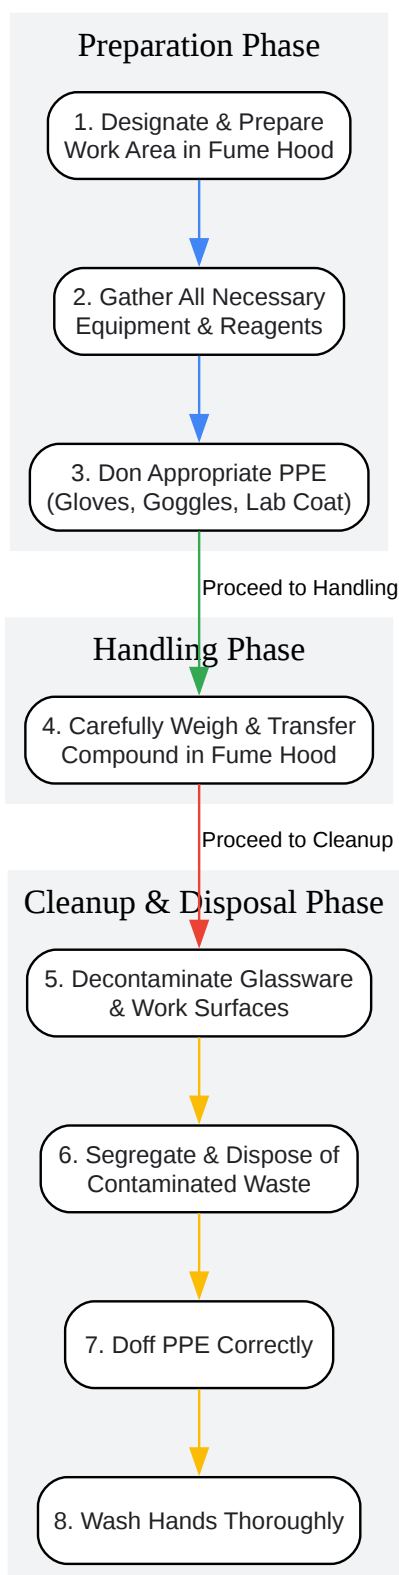 Preparation Phase
1. Designate & Prepare
Work Area in Fume Hood
2. Gather All Necessary
Equipment & Reagents
3. Don Appropriate PPE
(Gloves, Goggles, Lab Coat)
Proceed to Handling
Handling Phase
4. Carefully Weigh & Transfer
Compound in Fume Hood
Proceed to Cleanup
Cleanup & Disposal Phase
5. Decontaminate Glassware
& Work Surfaces
6. Segregate & Dispose of
Contaminated Waste
7. Doff PPE Correctly
8. Wash Hands Thoroughly